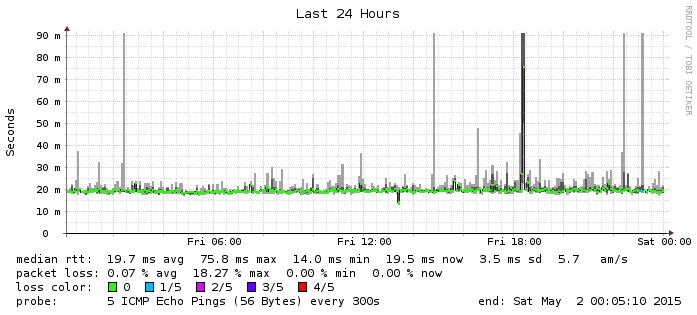 Last 24 Hours
RRDTOOL / TOBI OETIKER
Seconds
90 m
80 m
70 m
60 m
50 m
40 m
30 m
20 m
10 m
0
Fri 06:00 Fri 12:00 Fri 18:00 Sat 00:00
median rtt: 19.7 ms avg 75.8 ms max 14.0 ms min 19.5 ms now 3.5 ms sd 5.7 am/s
packet loss: 0.07 % avg 18.27 % max 0.00 % min 0.00 % now
loss color: 0 1/5 2/5 3/5 4/5
probe: 5 ICMP Echo Pings (56 Bytes) every 300s end: Sat May 2 00:05:10 2015